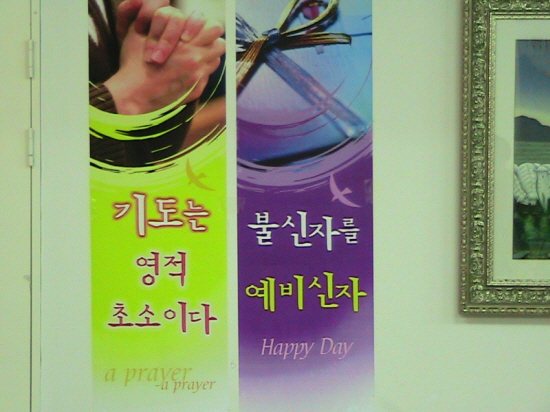 기도는
영적
초소이다
a prayer
-a prayer
불신자를
예비신자
Happy Day